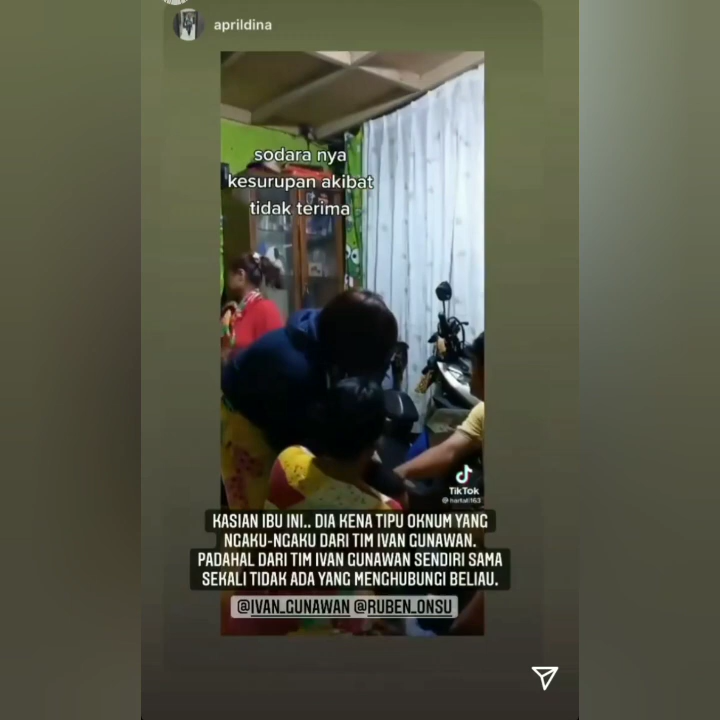 aprildina
sodara nya
kesurupan akibat
tidak terima
TikTok
@hartati163
KASIAN IBU INI.. DIA KENA TIPU OKNUM YANG
NGAKU-NGAKU DARI TIM IVAN GUNAWAN.
PADAHAL DARI TIM IVAN GUNAWAN SENDIRI SAMA
SEKALI TIDAK ADA YANG MENGHUBUNGI BELIAU.
@IVAN_GUNAWAN @RUBEN_ONSU